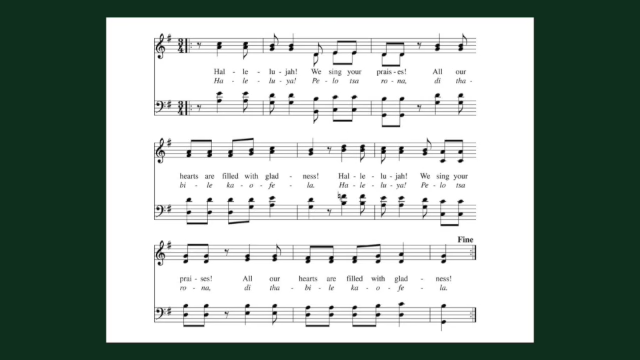 Hal - le - lu - jah! We sing your prais - es! All our
Ha - le - lu - ya! Pe - lo tsa ro - na, di tha -
hearts are filled with glad - ness! Hal - le - lu - jah! We sing your
bi - le ka - o - fe - la. Ha - le - lu - ya! Pe - lo tsa
Fine
prai - ses! All our hearts are filled with glad - ness!
ro - na, di tha - bi - le ka - o - fe - la.